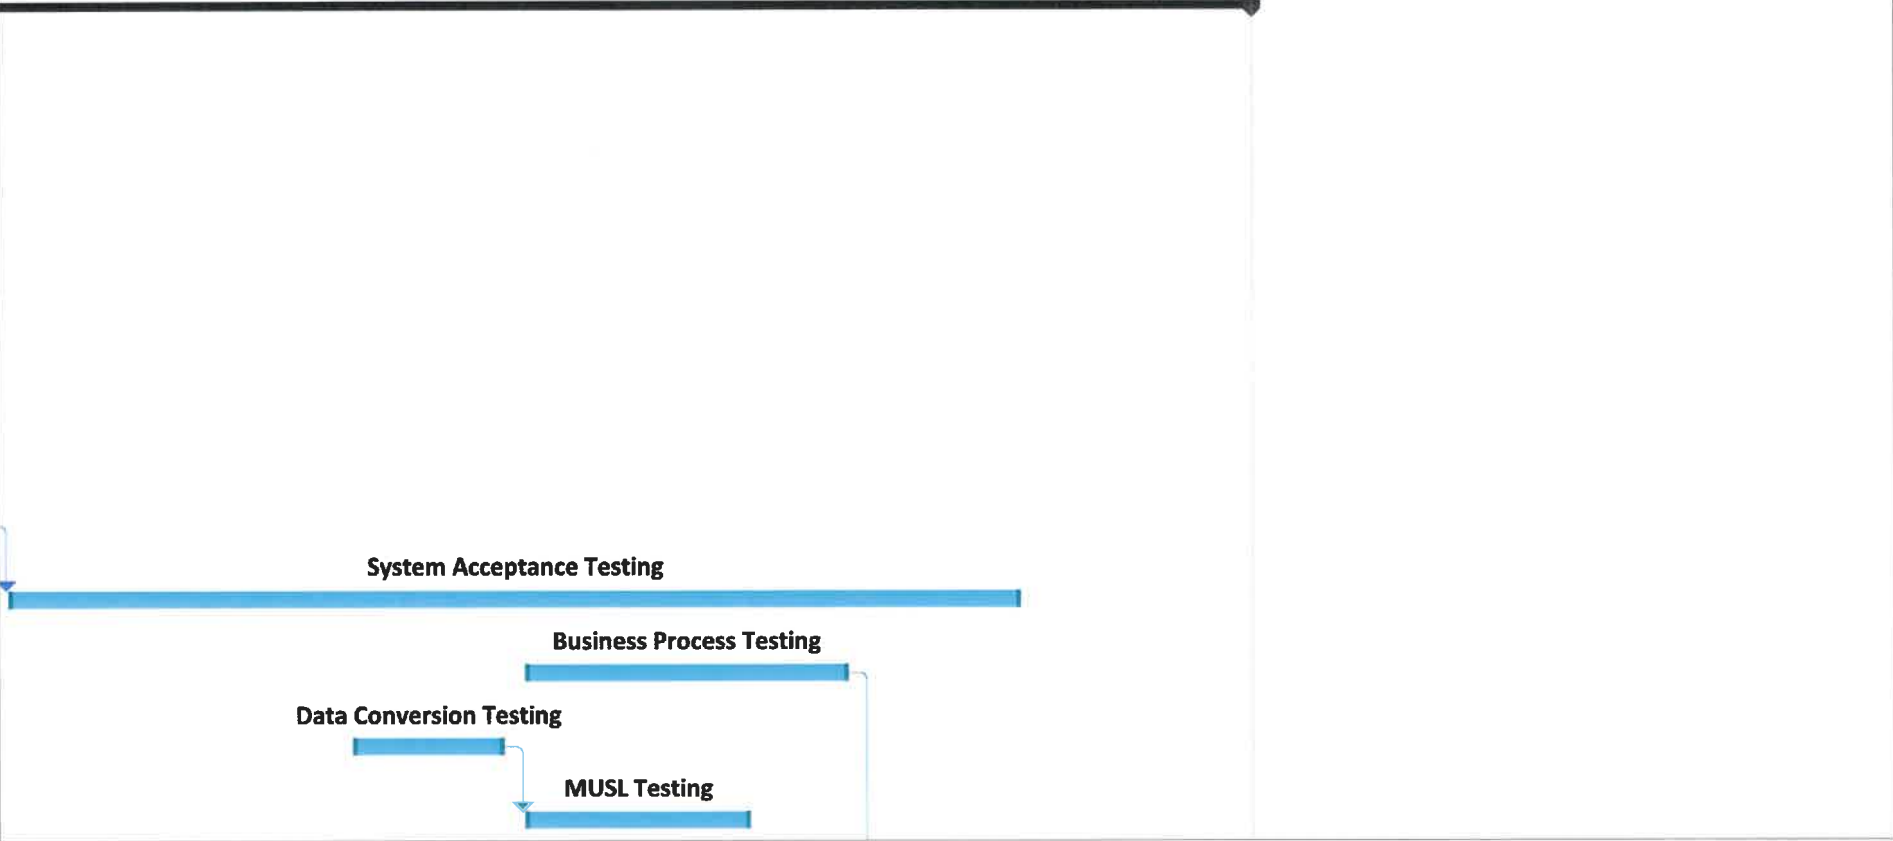 System Acceptance Testing
Business Process Testing
Data Conversion Testing
MUSL Testing